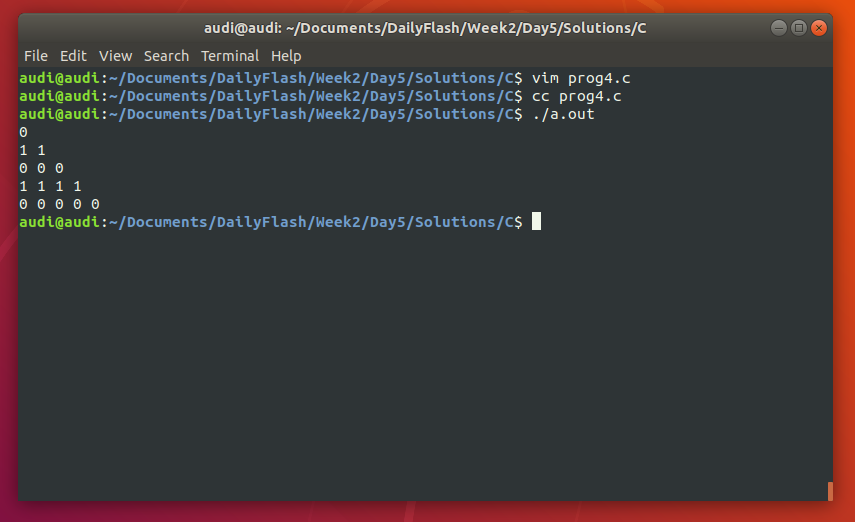 audi@audi: ~/Documents/DailyFlash/Week2/Day5/Solutions/C
File Edit View Search Terminal Help
audi@audi:~/Documents/DailyFlash/Week2/Day5/Solutions/C$ vim prog4.c
audi@audi:~/Documents/DailyFlash/Week2/Day5/Solutions/C$ cc prog4.c
audi@audi:~/Documents/DailyFlash/Week2/Day5/Solutions/C$ ./a.out
0
1 1
0 0 0
1 1 1 1
0 0 0 0 0
audi@audi:~/Documents/DailyFlash/Week2/Day5/Solutions/C$